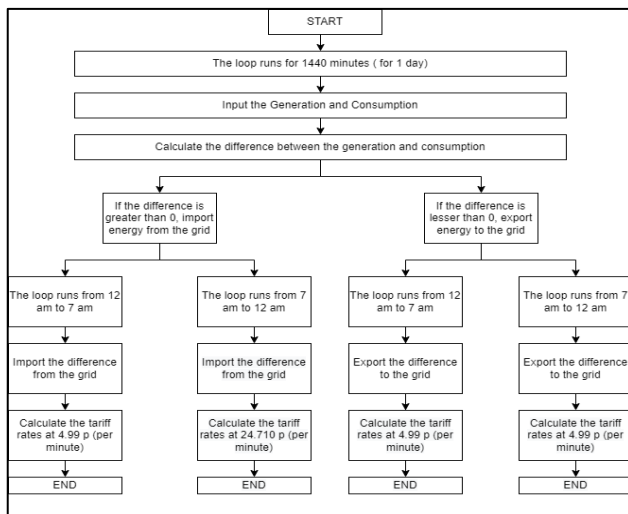 START
The loop runs for 1440 minutes ( for 1 day)
Input the Generation and Consumption
Calculate the difference between the generation and consumption
If the difference is
greater than 0, import
energy from the grid
If the difference is
lesser than 0, export
energy to the grid
The loop runs from 12
am to 7 am
The loop runs from 7
am to 12 am
The loop runs from 12
am to 7 am
The loop runs from 7
am to 12 am
Import the difference
from the grid
Import the difference
from the grid
Export the difference
to the grid
Export the difference
to the grid
Calculate the tariff
rates at 4.99 p (per
minute)
Calculate the tariff
rates at 24.710 p (per
minute)
Calculate the tariff
rates at 4.99 p (per
minute)
Calculate the tariff
rates at 4.99 p (per
minute)
END
END
END
END